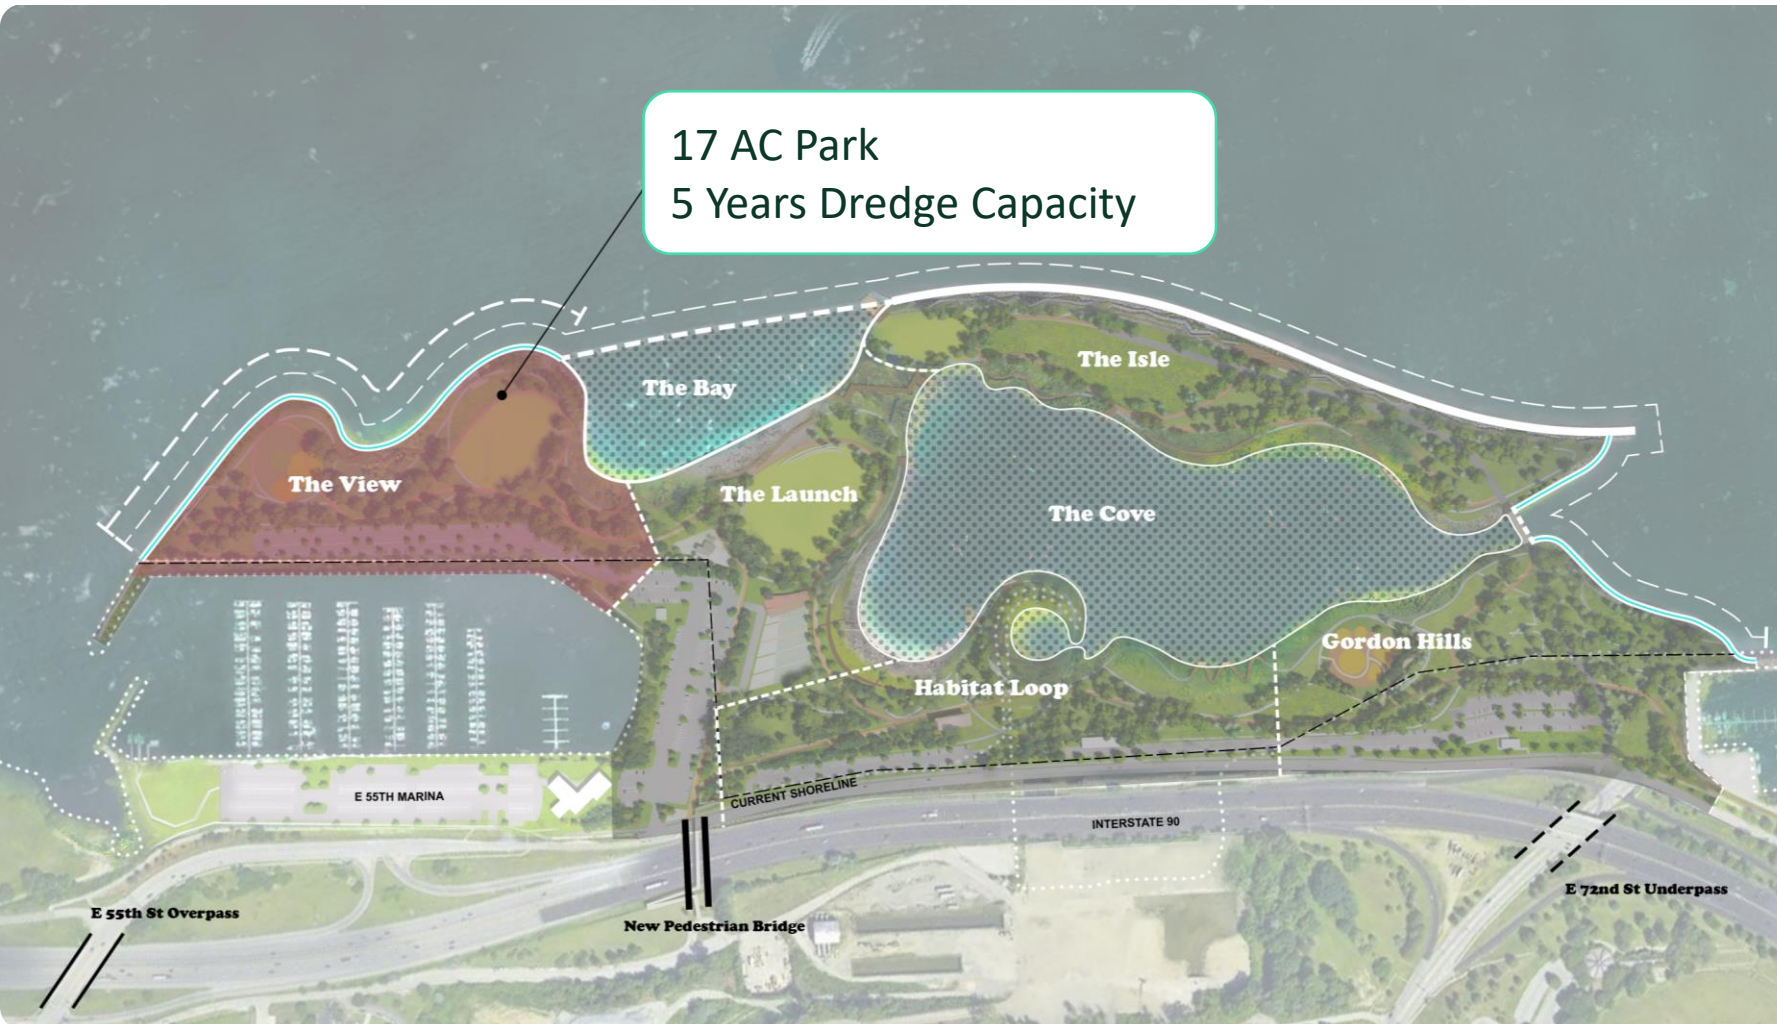 17 AC Park
5 Years Dredge Capacity
The Isle
The Bay
The View
The Launch
The Cove
Gordon Hills
Habitat Loop
E 55TH MARINA
CURRENT SHORELINE
INTERSTATE 90
E 72nd St Underpass
E 55th St Overpass
New Pedestrian Bridge